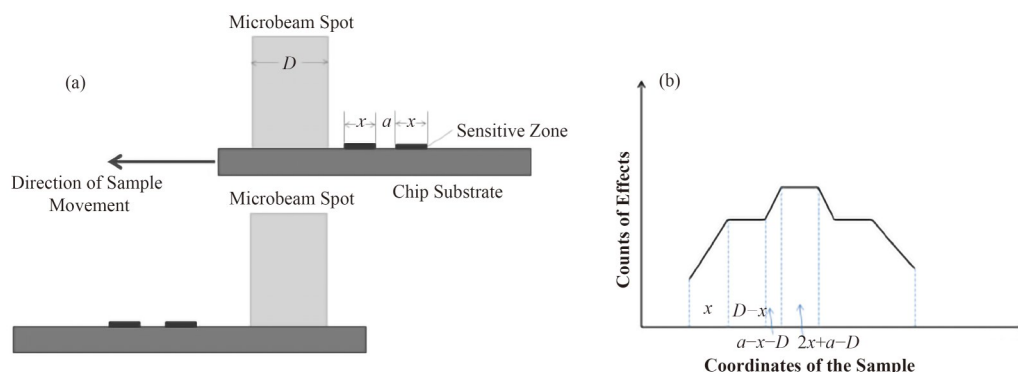 Microbeam Spot
D
(a)
x a x
Sensitive Zone
Direction of Sample
Movement
Chip Substrate
Microbeam Spot
(b)
Counts of Effects
x D−x
a−x−D 2x+a−D
Coordinates of the Sample